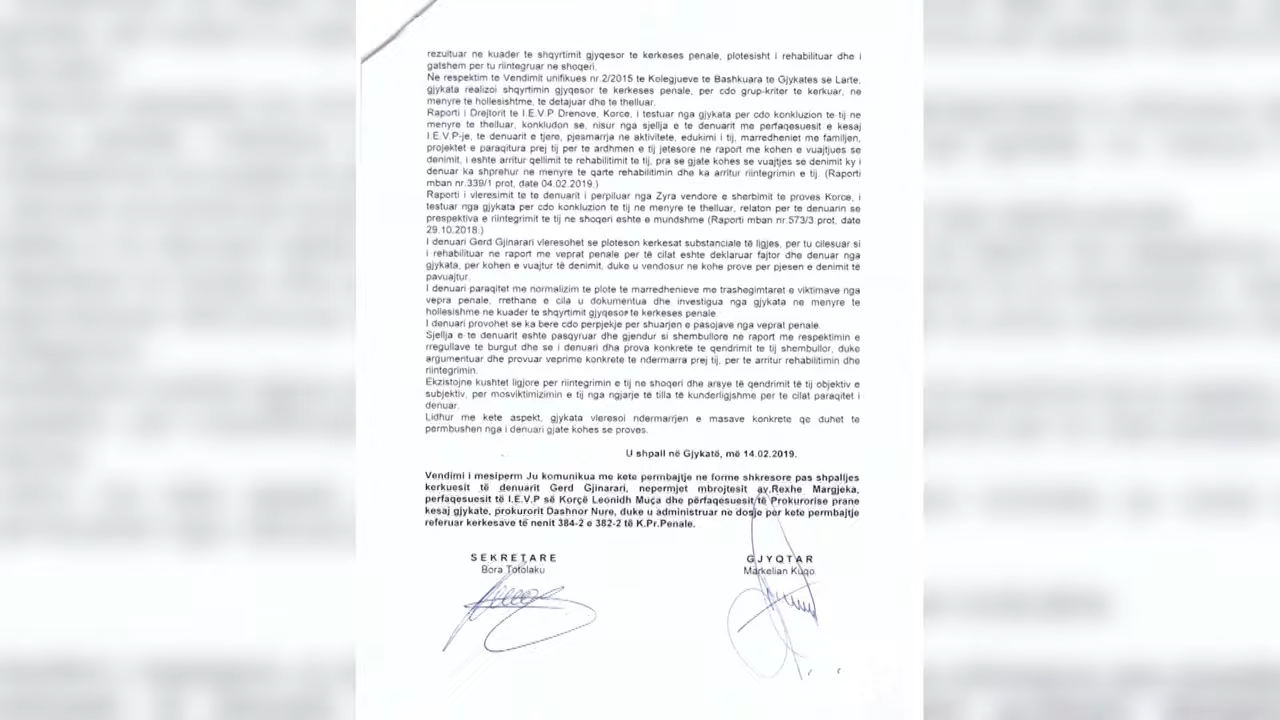 rezultuar ne kuader te shqyrtimit gjyqesor te kerkeses penale, plotesisht i rehabilituar dhe i
gatshem per tu riintegruar ne shoqeri.
Ne respektim te Vendimit unifikues nr.2/2015 te Kolegjueve te Bashkuara te Gjykates se Larte,
gjykata realizoi shqyrtimin gjyqesor te kerkeses penale, per cdo grup-kriter te kerkuar, ne
menyre te hollesishtme, te detajuar dhe te thelluar.
Raporti i Drejtorit te I.E.V.P Drenove, Korce, i testuar nga gjykata per cdo konkluzion te tij ne
menyre te thelluar, konkludon se, nisur nga sjellja e te denuarit me perfaqesuesit e kesaj
I.E.V.P-je, te denuarit e tjere, pjesmarrja ne aktivitete, edukimi i tij, marredheniet me familjen,
projektet e paraqitura prej tij per te ardhmen e tij jetesore ne raport me kohen e vuajtjues se
denimit, i eshte arritur qellimit te rehabilitimit te tij, pra se gjate kohes se vuajtjes se denimit ky i
denuar ka shprehur ne menyre te qarte rehabilitimin dhe ka arritur riintegrimin e tij. (Raporti
mban nr.339/1 prot, date 04.02.2019.)
Raporti i vleresimit te te denuarit i perpiluar nga Zyra vendore e sherbimit te proves Korce, i
testuar nga gjykata per cdo konkluzion te tij ne menyre te thelluar, relaton per te denuarin se
prespektiva e riintegrimit te tij ne shoqeri eshte e mundshme (Raporti mban nr.573/3 prot, date
29.10.2018.)
I denuari Gerd Gjinarari vleresohet se ploteson kerkesat substanciale të ligjes, per tu cilesuar si
i rehabilituar ne raport me veprat penale per të cilat eshte deklaruar fajtor dhe denuar nga
gjykata, per kohen e vuajtur të denimit, duke u vendosur ne kohe prove per pjesen e denimit të
pavuajtur.
I denuari paraqitet me normalizim te plote te marredhenieve me trashegimtaret e viktimave nga
vepra penale, rrethane e cila u dokumentua dhe investigua nga gjykata ne menyre te
hollesishme ne kuader te shqyrtimit gjyqesor te kerkeses penale.
I denuari provohet se ka bere cdo perpjekje per shuarjen e pasojave nga veprat penale.
Sjellja e te denuarit eshte pasqyruar dhe gjendur si shembullore ne raport me respektimin e
rregullave te burgut dhe se i denuari dha prova konkrete te qendrimit te tij shembullor, duke
argumentuar dhe provuar veprime konkrete te ndermarra prej tij, per te arritur rehabilitimin dhe
riintegrimin.
Ekzistojne kushtet ligjore per riintegrimin e tij ne shoqeri dhe arsye të qendrimit të tij objektiv e
subjektiv, per mosviktimizimin e tij nga ngjarje të tilla të kunderligjshme per te cilat paraqitet i
denuar.
Lidhur me kete aspekt, gjykata vleresoi ndermarrjen e masave konkrete qe duhet te
permbushen nga i denuari gjate kohes se proves.
U shpall në Gjykatë, më 14.02.2019.
Vendimi i mesiperm Ju komunikua me kete permbajtje ne forme shkresore pas shpalljes
kerkuesit të denuarit Gerd Gjinarari, nepermjet mbrojtesit av.Rexhe Margjeka,
perfaqesuesit të I.E.V.P së Korçë Leonidh Muça dhe përfaqesuesit të Prokurorise prane
kesaj gjykate, prokurorit Dashnor Nure, duke u administruar ne dosje per kete permbajtje
referuar kerkesave të nenit 384-2 e 382-2 të K.Pr.Penale.
SEKRETARE GJYQTAR
Bora Totolaku Markelian Kuqo